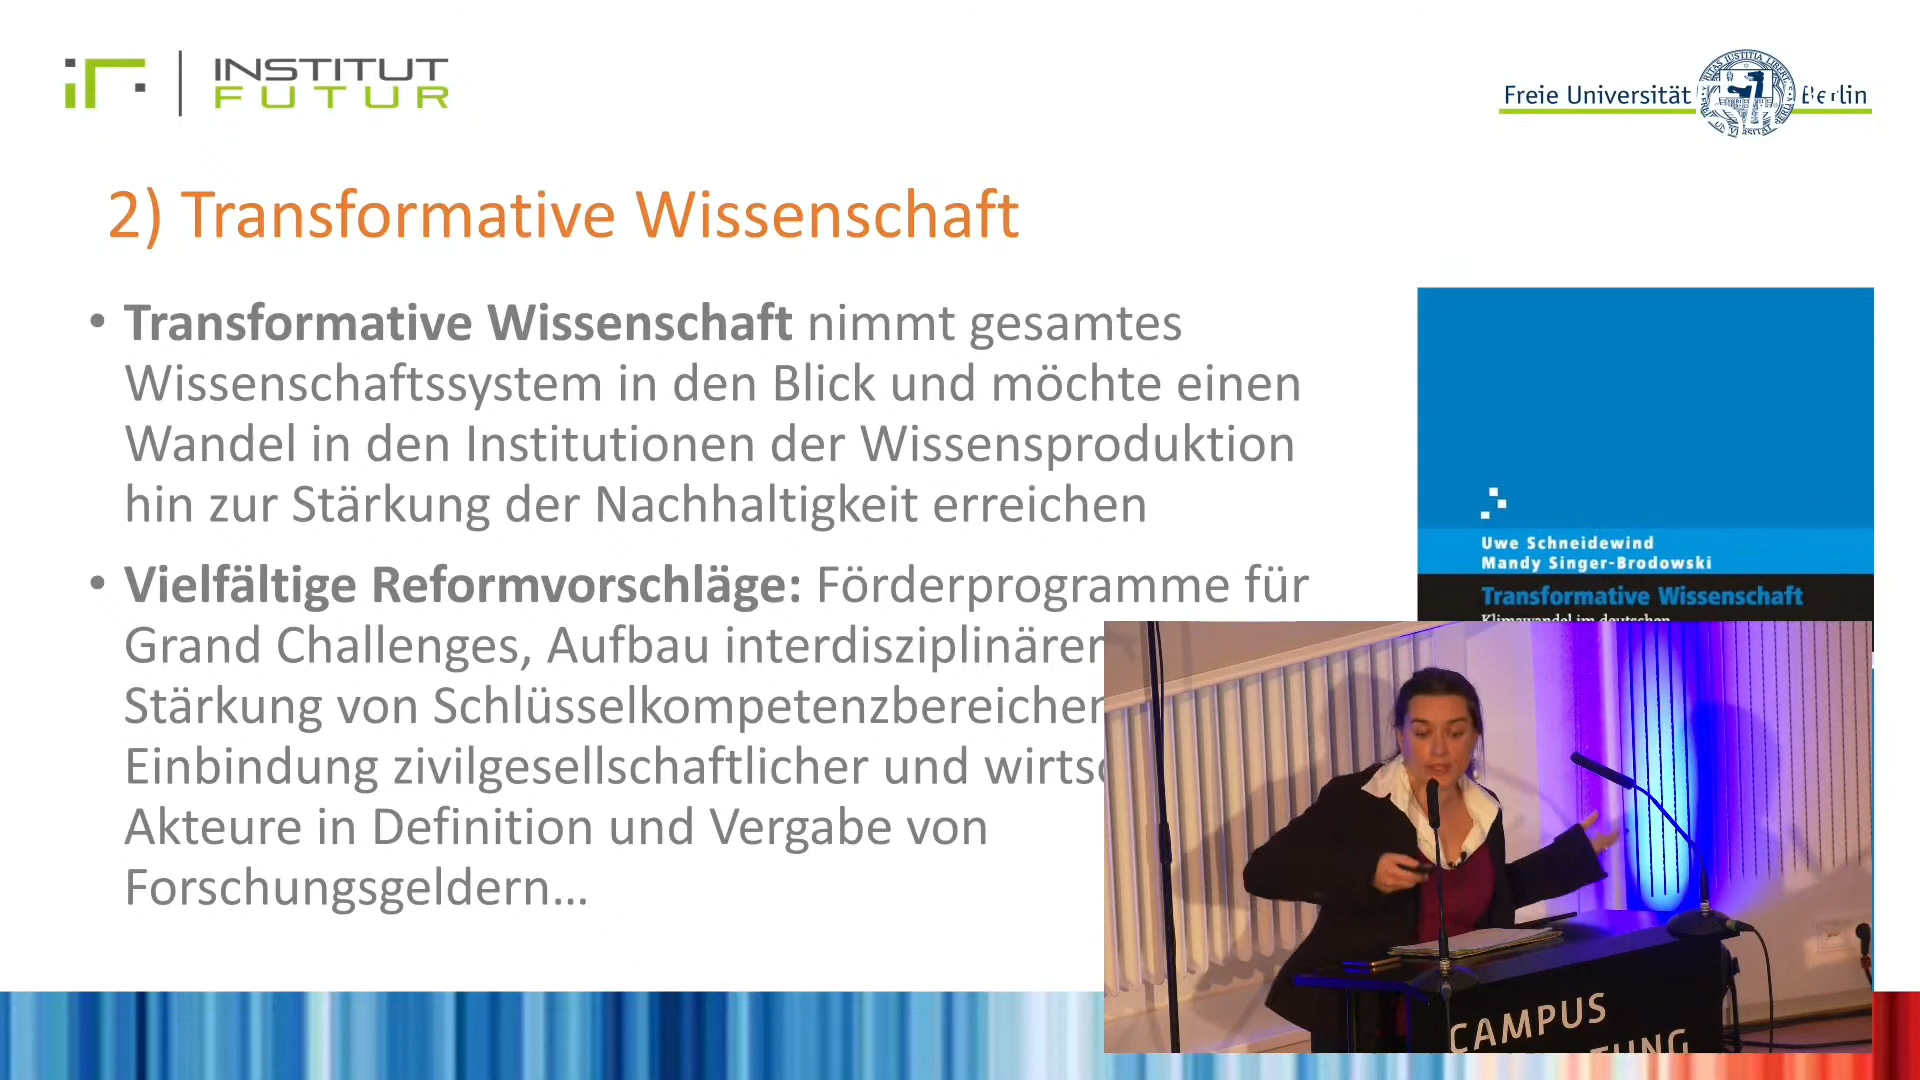 INSTITUT
FUTUR
Freie Universität Berlin
2) Transformative Wissenschaft
• Transformative Wissenschaft nimmt gesamtes
Wissenschaftssystem in den Blick und möchte einen
Wandel in den Institutionen der Wissensproduktion
hin zur Stärkung der Nachhaltigkeit erreichen
• Vielfältige Reformvorschläge: Förderprogramme für
Grand Challenges, Aufbau interdisziplinärer
Stärkung von Schlüsselkompetenzbereichen
Einbindung zivilgesellschaftlicher und
Akteure in Definition und Vergabe von
Forschungsgeldern…
Uwe Schneidewind
Mandy Singer-Brodowski
Transformative Wissenschaft
Klimawandel im deutschen
CAMPUS